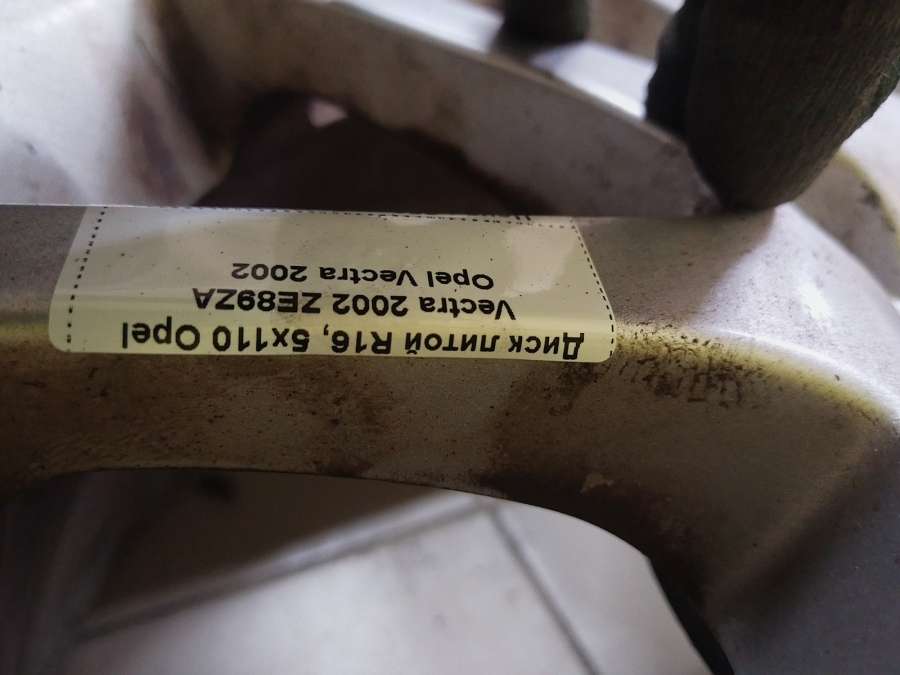 Диск литой R16, 5x110 Opel
Vectra 2002 ZE89ZA
Opel Vectra 2002